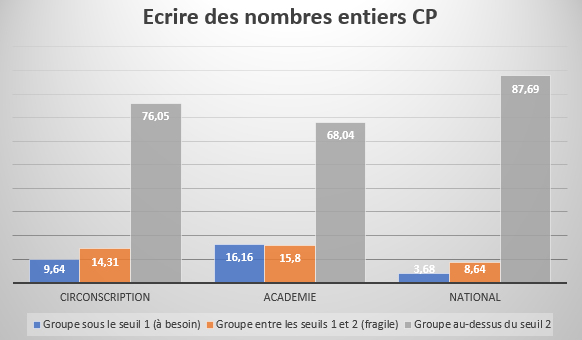 Ecrire des nombres entiers CP
9,64 14,31 76,05 16,16 15,8 68,04 3,68 8,64 87,69
CIRCONSCRIPTION ACADEMIE NATIONAL
Groupe sous le seuil 1 (à besoin) Groupe entre les seuils 1 et 2 (fragile) Groupe au-dessus du seuil 2